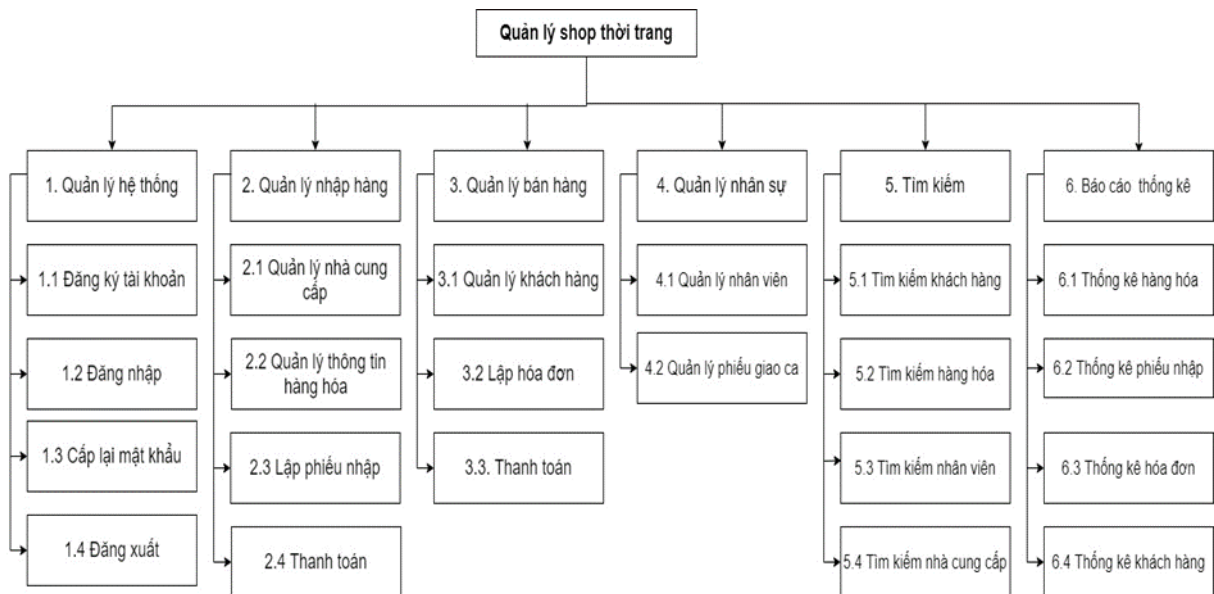 Quản lý shop thời trang
1. Quản lý hệ thống
2. Quản lý nhập hàng
3. Quản lý bán hàng
4. Quản lý nhân sự
5. Tìm kiếm
6. Báo cáo thống kê
1.1 Đăng ký tài khoản
2.1 Quản lý nhà cung
cấp
3.1 Quản lý khách hàng
4.1 Quản lý nhân viên
5.1 Tìm kiếm khách hàng
6.1 Thống kê hàng hóa
1.2 Đăng nhập
2.2 Quản lý thông tin
hàng hóa
3.2 Lập hóa đơn
4.2 Quản lý phiếu giao ca
5.2 Tìm kiếm hàng hóa
6.2 Thống kê phiếu nhập
1.3 Cấp lại mật khẩu
2.3 Lập phiếu nhập
3.3. Thanh toán
5.3 Tìm kiếm nhân viên
6.3 Thống kê hóa đơn
1.4 Đăng xuất
2.4 Thanh toán
5.4 Tìm kiếm nhà cung cấp
6.4 Thống kê khách hàng